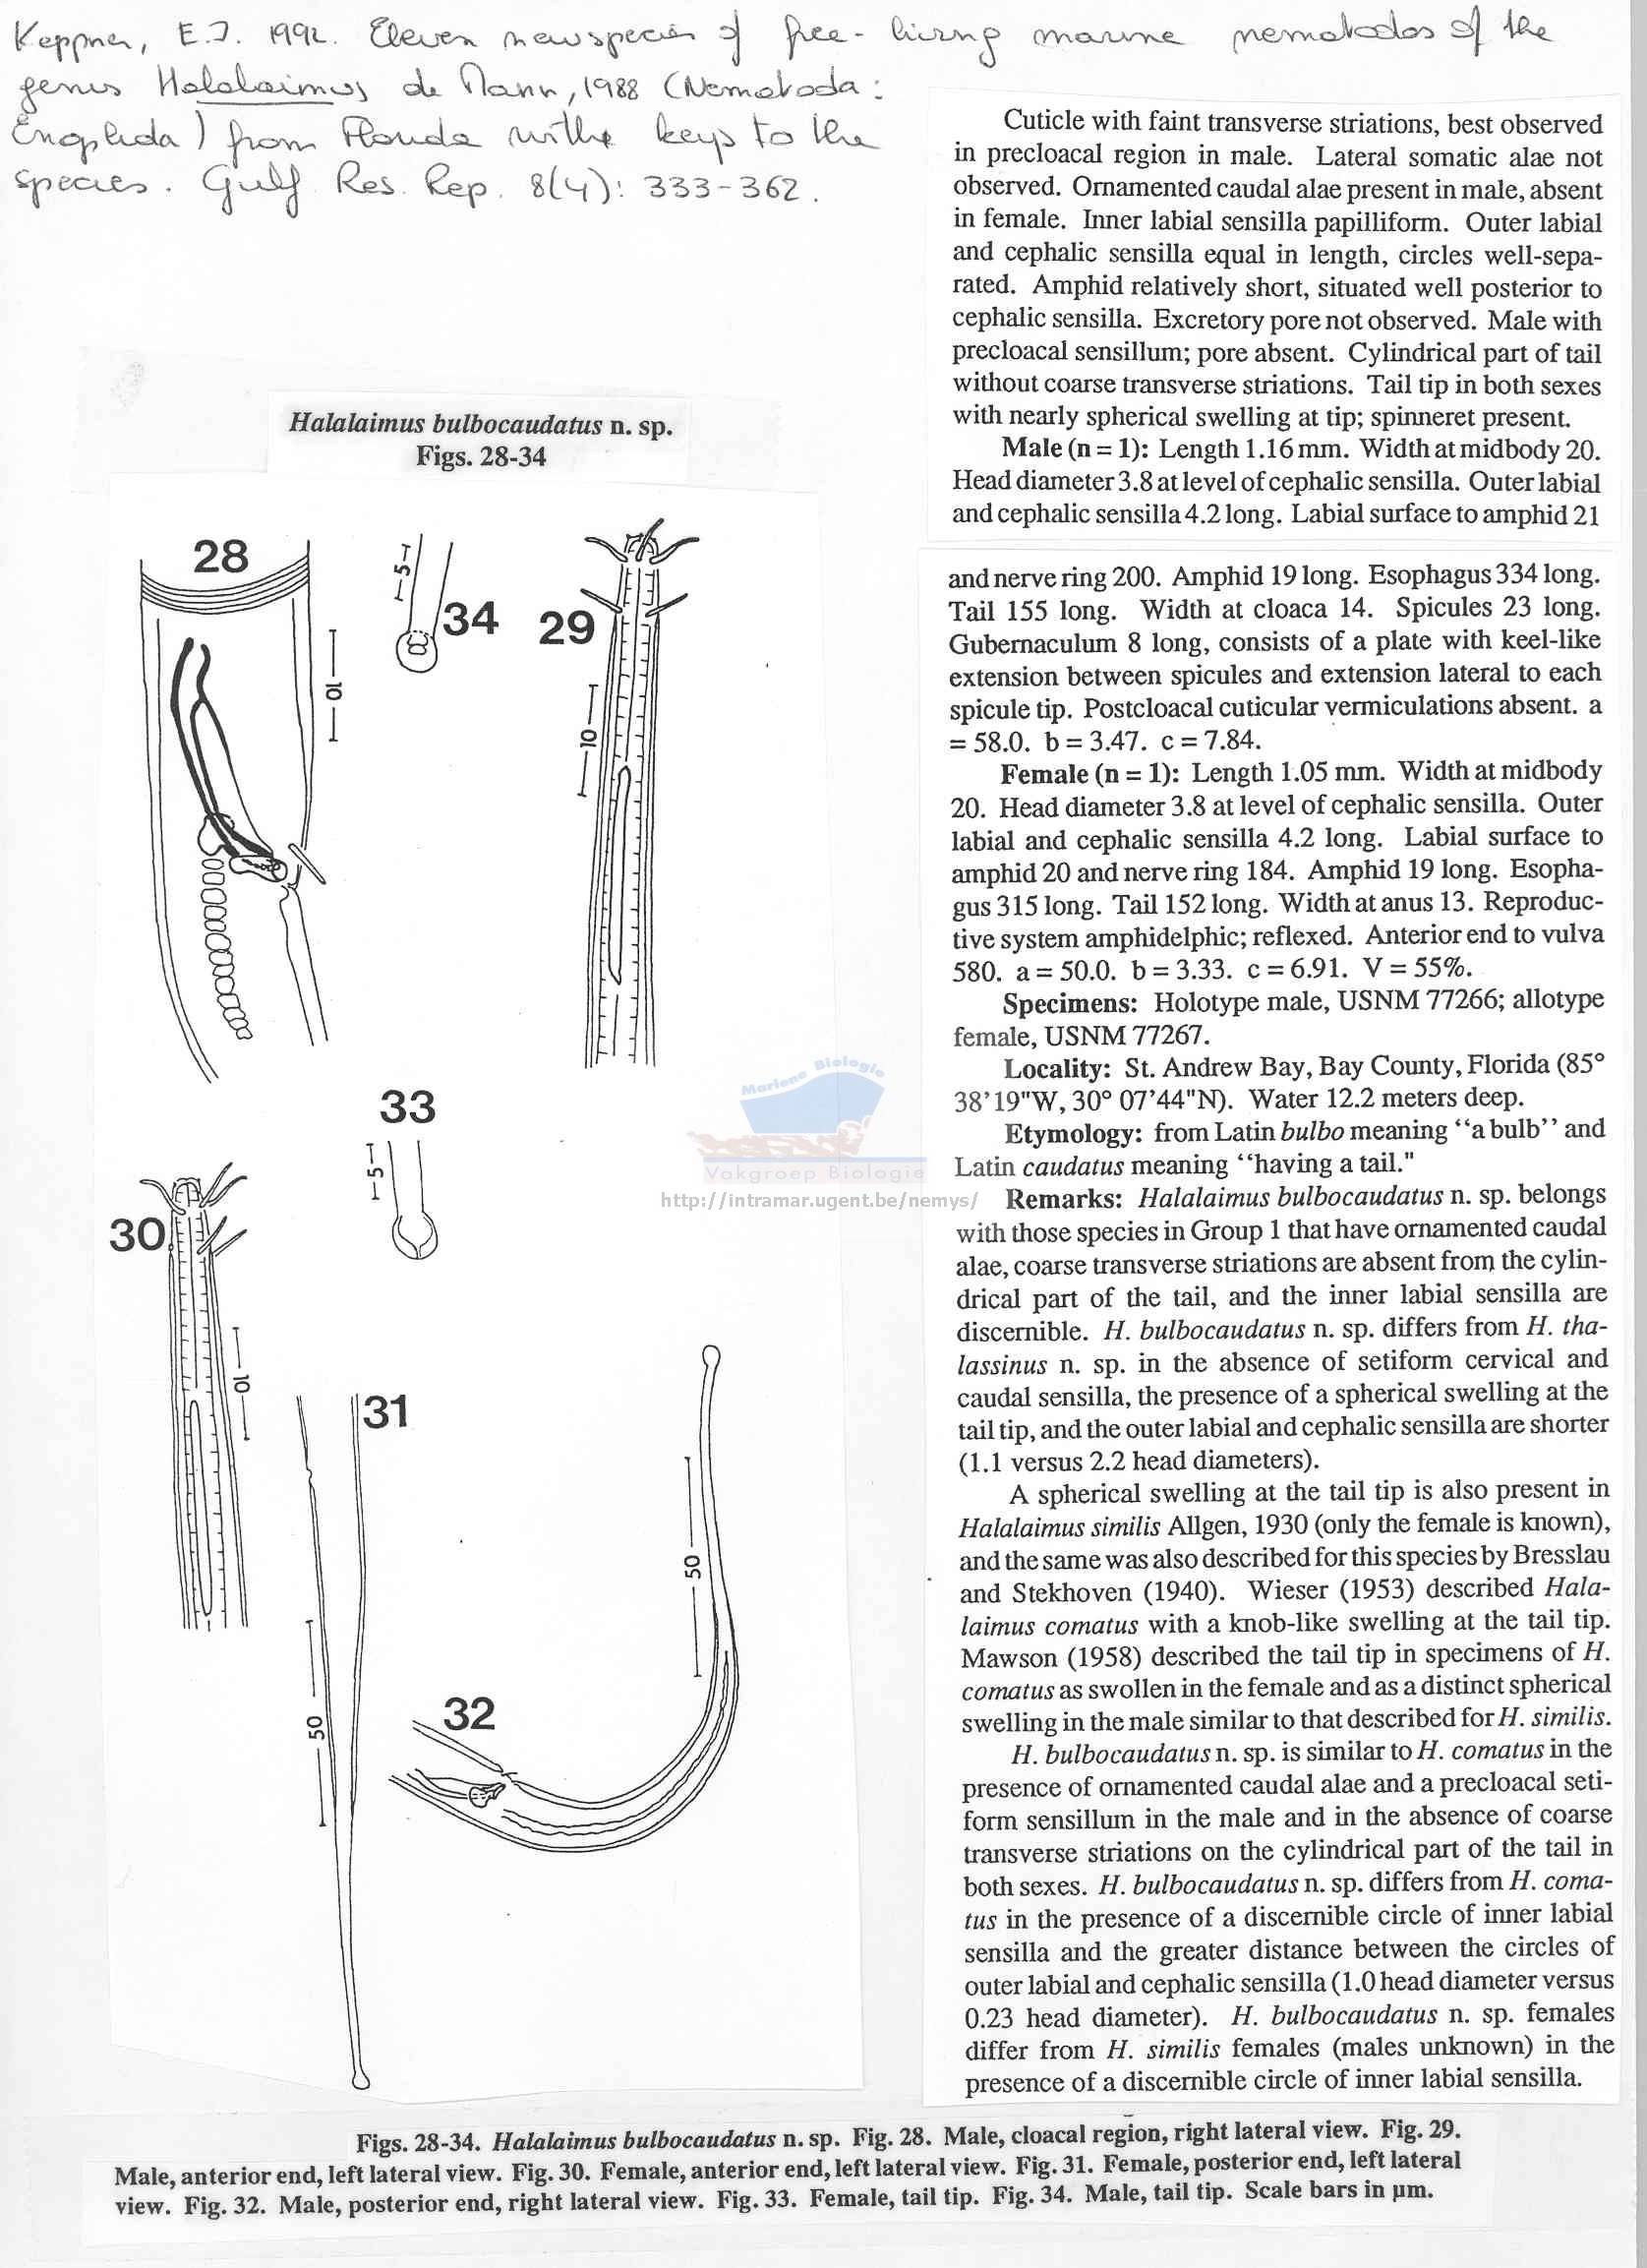 Keppner, E.J. 1992. Eleven new species of free-living marine nematodes of the
genus Halalaimus de Mann, 1988 (Nematoda:
Enoplida) from Florida withe keys to the
species. Gulf Res. Rep. 8(4): 333-362.
Halalaimus bulbocaudatus n. sp.
Figs. 28-34
28
10
5
34
29
10
33
5
30
10
31
50
32
50
Cuticle with faint transverse striations, best observed
in precloacal region in male. Lateral somatic alae not
observed. Ornamented caudal alae present in male, absent
in female. Inner labial sensilla papilliform. Outer labial
and cephalic sensilla equal in length, circles well-sepa-
rated. Amphid relatively short, situated well posterior to
cephalic sensilla. Excretory pore not observed. Male with
precloacal sensillum; pore absent. Cylindrical part of tail
without coarse transverse striations. Tail tip in both sexes
with nearly spherical swelling at tip; spinneret present.
Male (n = 1): Length 1.16 mm. Width at midbody 20.
Head diameter 3.8 at level of cephalic sensilla. Outer labial
and cephalic sensilla 4.2 long. Labial surface to amphid 21
and nerve ring 200. Amphid 19 long. Esophagus 334 long.
Tail 155 long. Width at cloaca 14. Spicules 23 long.
Gubernaculum 8 long, consists of a plate with keel-like
extension between spicules and extension lateral to each
spicule tip. Postcloacal cuticular vermiculations absent. a
= 58.0. b = 3.47. c = 7.84.
Female (n = 1): Length 1.05 mm. Width at midbody
20. Head diameter 3.8 at level of cephalic sensilla. Outer
labial and cephalic sensilla 4.2 long. Labial surface to
amphid 20 and nerve ring 184. Amphid 19 long. Esopha-
gus 315 long. Tail 152 long. Width at anus 13. Reproduc-
tive system amphidelphic; reflexed. Anterior end to vulva
580. a = 50.0. b = 3.33. c = 6.91. V = 55%.
Specimens: Holotype male, USNM 77266; allotype
female, USNM 77267.
Locality: St. Andrew Bay, Bay County, Florida (85°
38’19"W, 30° 07’44"N). Water 12.2 meters deep.
Etymology: from Latin bulbo meaning ‘‘a bulb’’ and
Latin caudatus meaning ‘‘having a tail."
Remarks: Halalaimus bulbocaudatus n. sp. belongs
with those species in Group 1 that have ornamented caudal
alae, coarse transverse striations are absent from the cylin-
drical part of the tail, and the inner labial sensilla are
discernible. H. bulbocaudatus n. sp. differs from H. tha-
lassinus n. sp. in the absence of setiform cervical and
caudal sensilla, the presence of a spherical swelling at the
tail tip, and the outer labial and cephalic sensilla are shorter
(1.1 versus 2.2 head diameters).
A spherical swelling at the tail tip is also present in
Halalaimus similis Allgen, 1930 (only the female is known),
and the same was also described for this species by Bresslau
and Stekhoven (1940). Wieser (1953) described Hala-
laimus comatus with a knob-like swelling at the tail tip.
Mawson (1958) described the tail tip in specimens of H.
comatus as swollen in the female and as a distinct spherical
swelling in the male similar to that described for H. similis.
H. bulbocaudatus n. sp. is similar to H. comatus in the
presence of ornamented caudal alae and a precloacal seti-
form sensillum in the male and in the absence of coarse
transverse striations on the cylindrical part of the tail in
both sexes. H. bulbocaudatus n. sp. differs from H. coma-
tus in the presence of a discernible circle of inner labial
sensilla and the greater distance between the circles of
outer labial and cephalic sensilla (1.0 head diameter versus
0.23 head diameter). H. bulbocaudatus n. sp. females
differ from H. similis females (males unknown) in the
presence of a discernible circle of inner labial sensilla.
Mariene Biologie
Vakgroep Biologie
http://intramar.ugent.be/nemys/
Figs. 28-34. Halalaimus bulbocaudatus n. sp. Fig. 28. Male, cloacal region, right lateral view. Fig. 29.
Male, anterior end, left lateral view. Fig. 30. Female, anterior end, left lateral view. Fig. 31. Female, posterior end, left lateral
view. Fig. 32. Male, posterior end, right lateral view. Fig. 33. Female, tail tip. Fig. 34. Male, tail tip. Scale bars in µm.